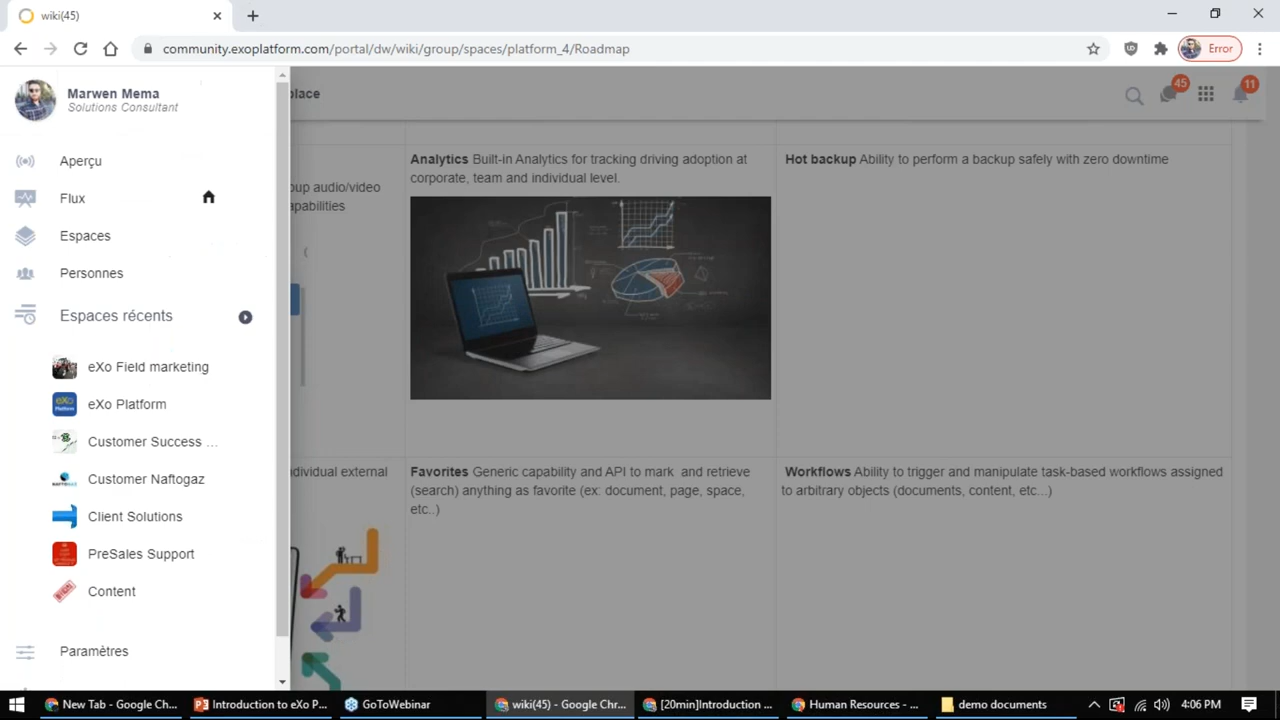 wiki(45)
community.exoplatform.com/portal/dw/wiki/group/spaces/platform_4/Roadmap
Error
Marwen Mema
Solutions Consultant
place
45
11
Aperçu
Flux
Espaces
Personnes
Espaces récents
eXo Field marketing
eXo Platform
Customer Success ...
Customer Naftogaz
Client Solutions
PreSales Support
Content
Paramètres
oup audio/video
apabilities
Analytics Built-in Analytics for tracking driving adoption at
corporate, team and individual level.
Hot backup Ability to perform a backup safely with zero downtime
ndividual external
Favorites Generic capability and API to mark and retrieve
(search) anything as favorite (ex: document, page, space,
etc..)
Workflows Ability to trigger and manipulate task-based workflows assigned
to arbitrary objects (documents, content, etc...)
New Tab - Google Ch...
Introduction to eXo P...
GoToWebinar
wiki(45) - Google Chr...
[20min]Introduction ...
Human Resources - ...
demo documents
4:06 PM